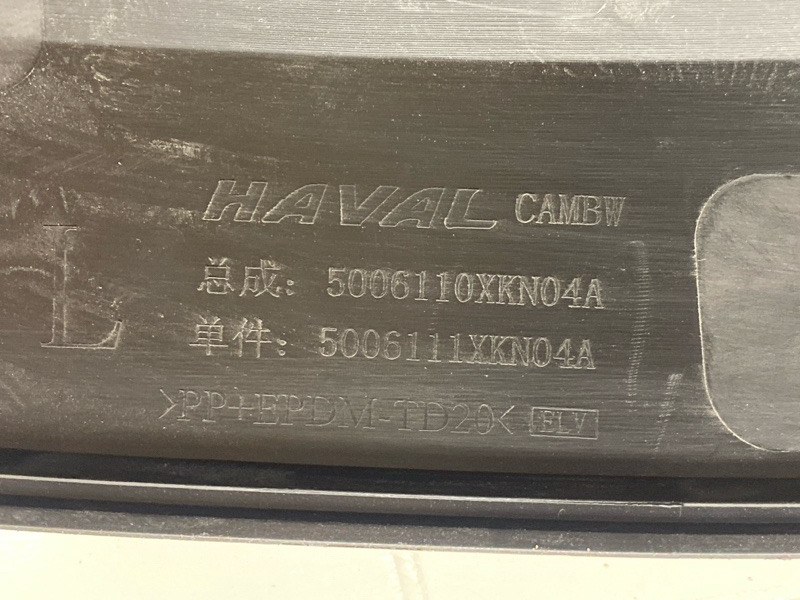 HAVAL CAMBW
L
总成: 5006110XKN04A
单件: 5006111XKN04A
>PP+EPDM-TD20< ELV